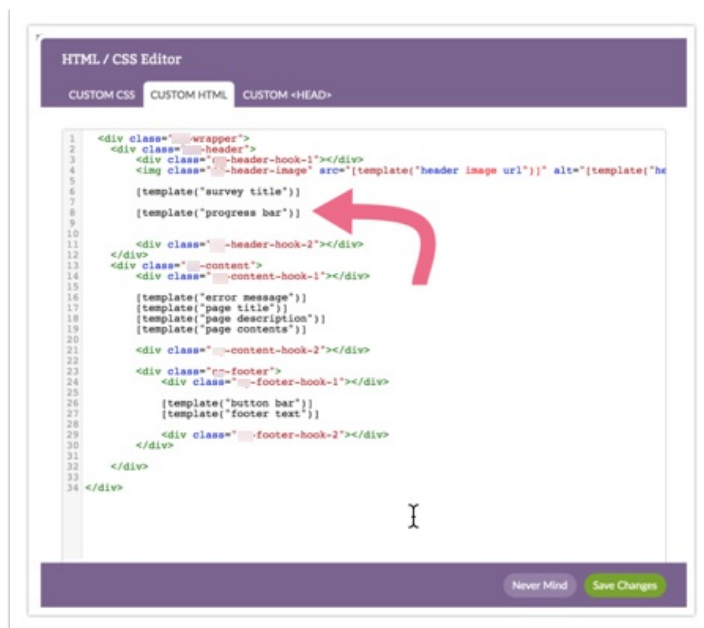 HTML / CSS Editor
CUSTOM CSS CUSTOM HTML CUSTOM <HEAD>
1 <div class=" -wrapper">
2 <div class=" -header">
3 <div class=" -header-hook-1"></div>
4 <img class=" -header-image" src="[template("header image url")]" alt="[template("he
5
6 [template("survey title")]
7
8 [template("progress bar")]
9
10
11 <div class=" -header-hook-2"></div>
12 </div>
13 <div class=" -content">
14 <div class=" -content-hook-1"></div>
15
16 [template("error message")]
17 [template("page title")]
18 [template("page description")]
19 [template("page contents")]
20
21 <div class=" -content-hook-2"></div>
22
23 <div class=" -footer">
24 <div class=" -footer-hook-1"></div>
25
26 [template("button bar")]
27 [template("footer text")]
28
29 <div class=" -footer-hook-2"></div>
30 </div>
31
32 </div>
33
34 </div>
Never Mind Save Changes